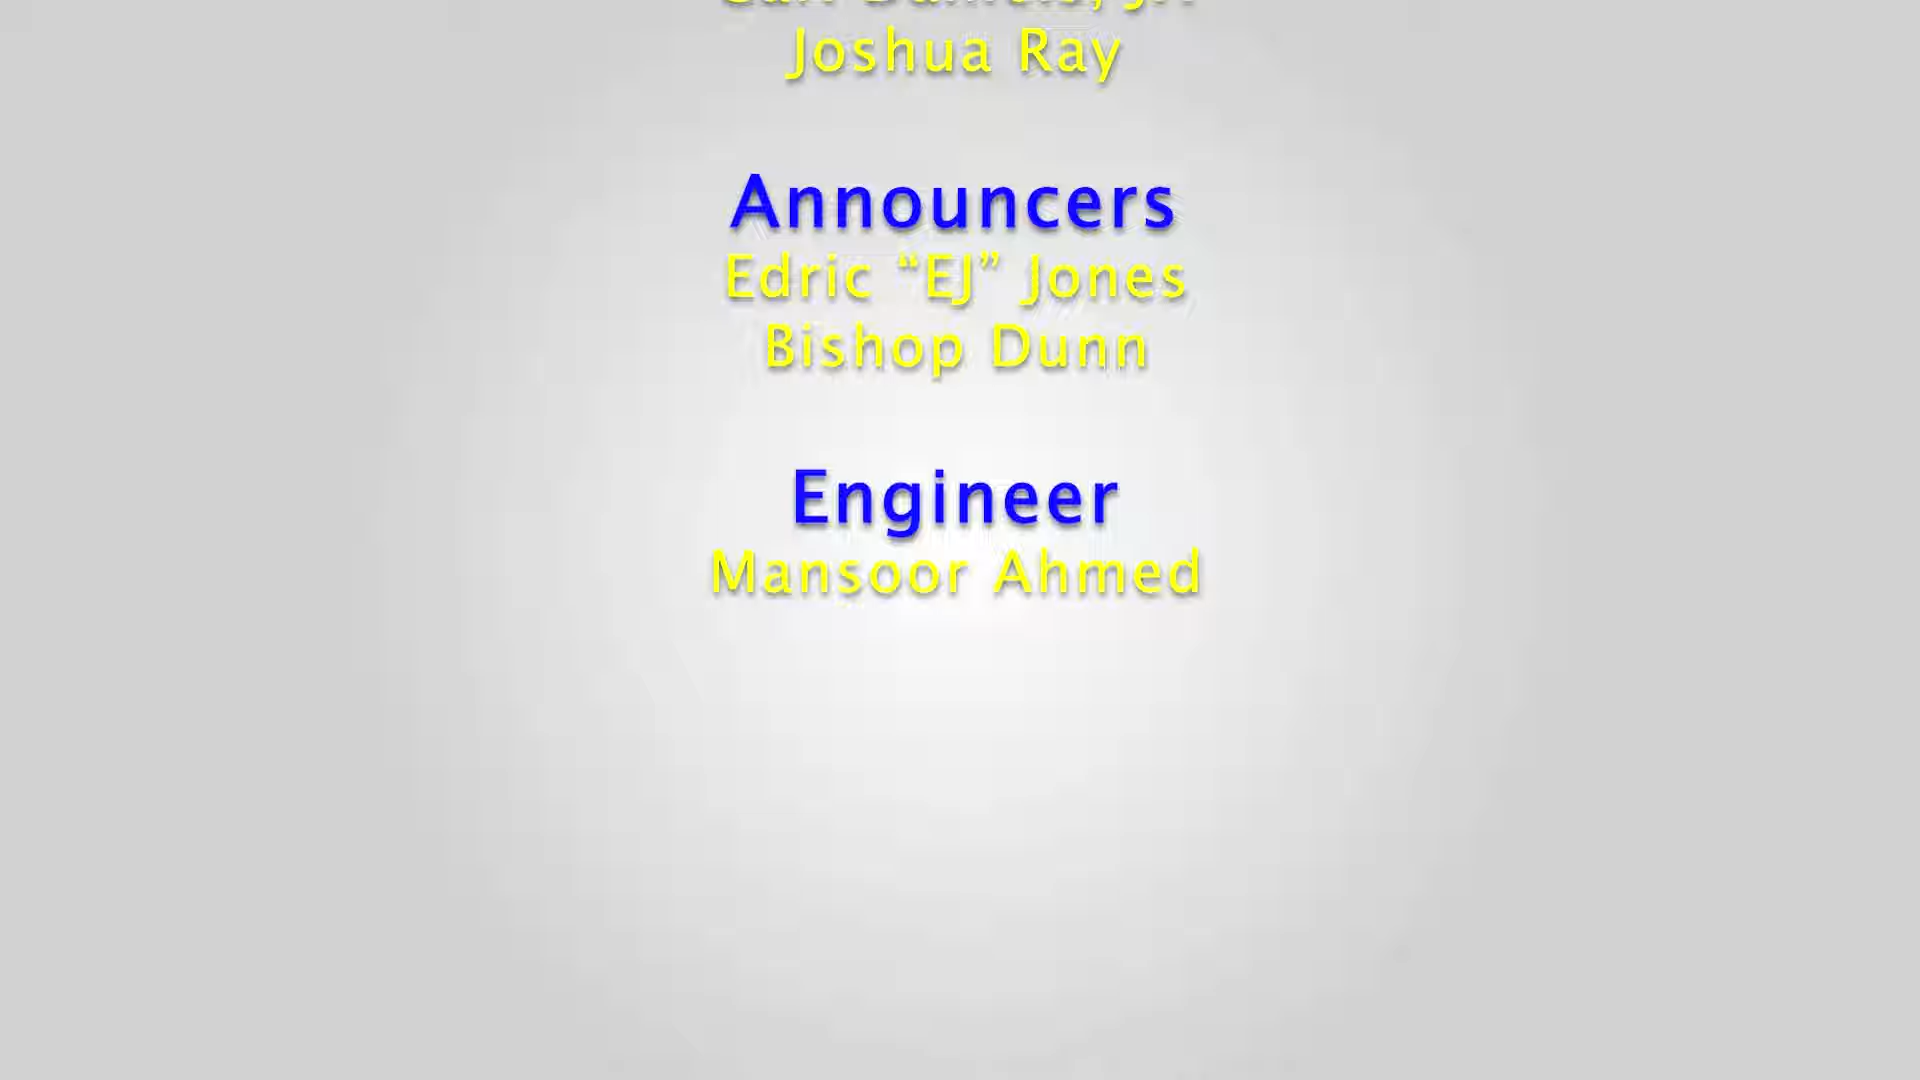 Joshua Ray
Announcers
Edric “EJ” Jones
Bishop Dunn
Engineer
Mansoor Ahmed